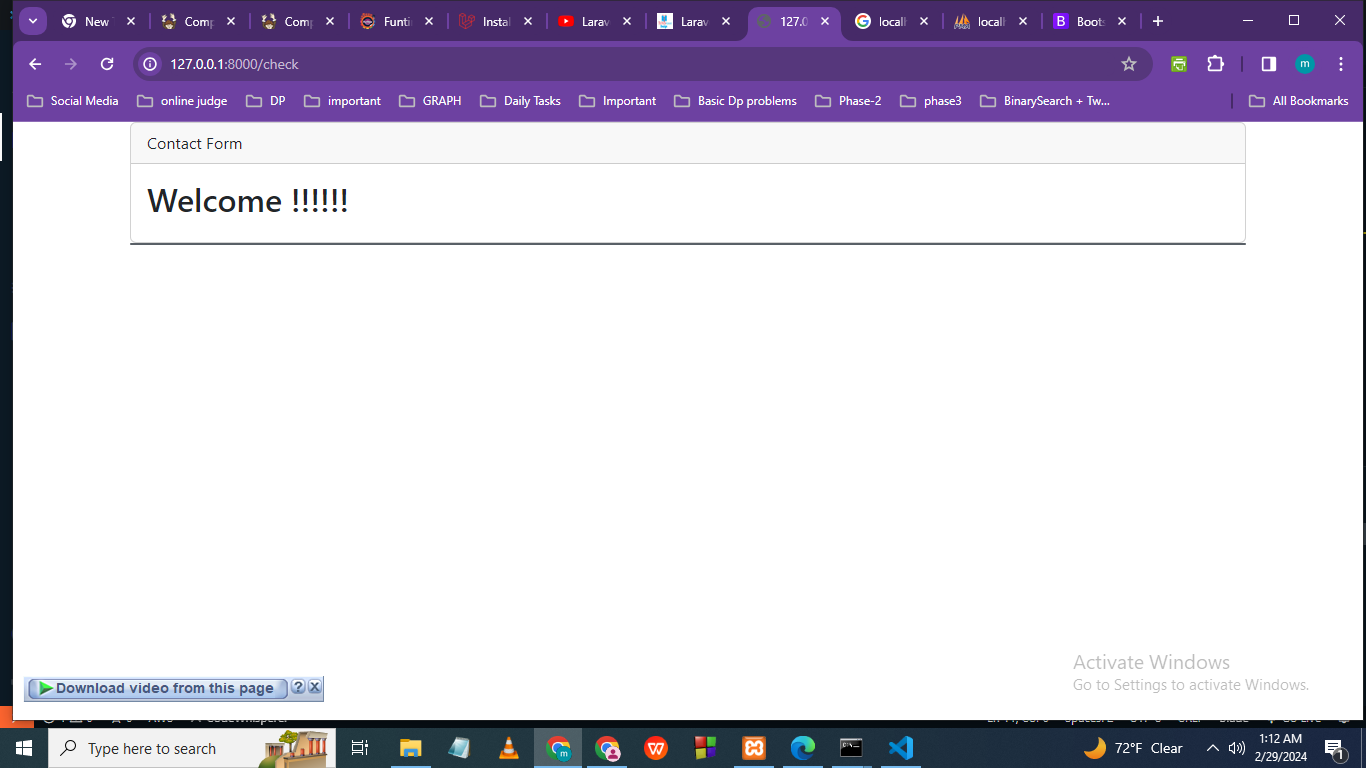 New
Comp
Comp
Funti
Instal
Larav
Larav
127.0
localh
localh
Boots
127.0.0.1:8000/check
m
Social Media
online judge
DP
important
GRAPH
Daily Tasks
Important
Basic Dp problems
Phase-2
phase3
BinarySearch + Tw...
All Bookmarks
Contact Form
Welcome !!!!!!
Activate Windows
Go to Settings to activate Windows.
Download video from this page
Type here to search
72°F Clear
1:12 AM
2/29/2024
1